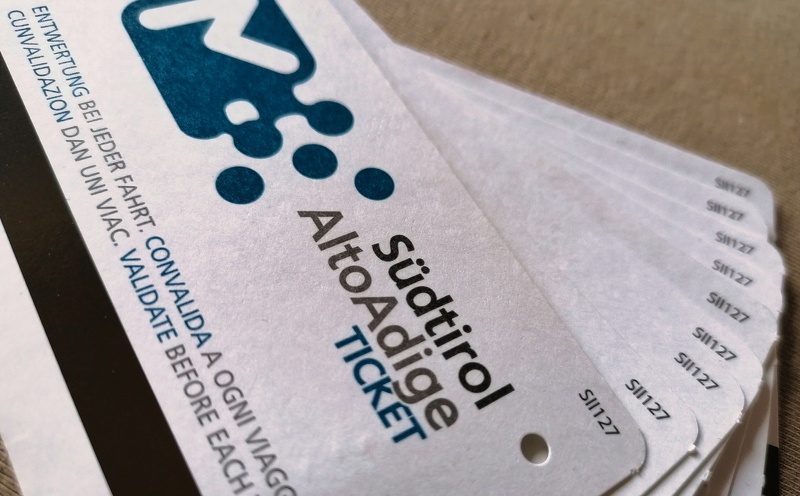 ENTWERTUNG BEI JEDER FAHRT. CONVALIDA A OGNI VIAGG
CUNVALIDAZION DAN UNI VIAC. VALIDATE BEFORE EACH
Südtirol
AltoAdige
TICKET
SII127
SII127
SII127
SII127
SII127
SII127
SII127
SII127
SII127